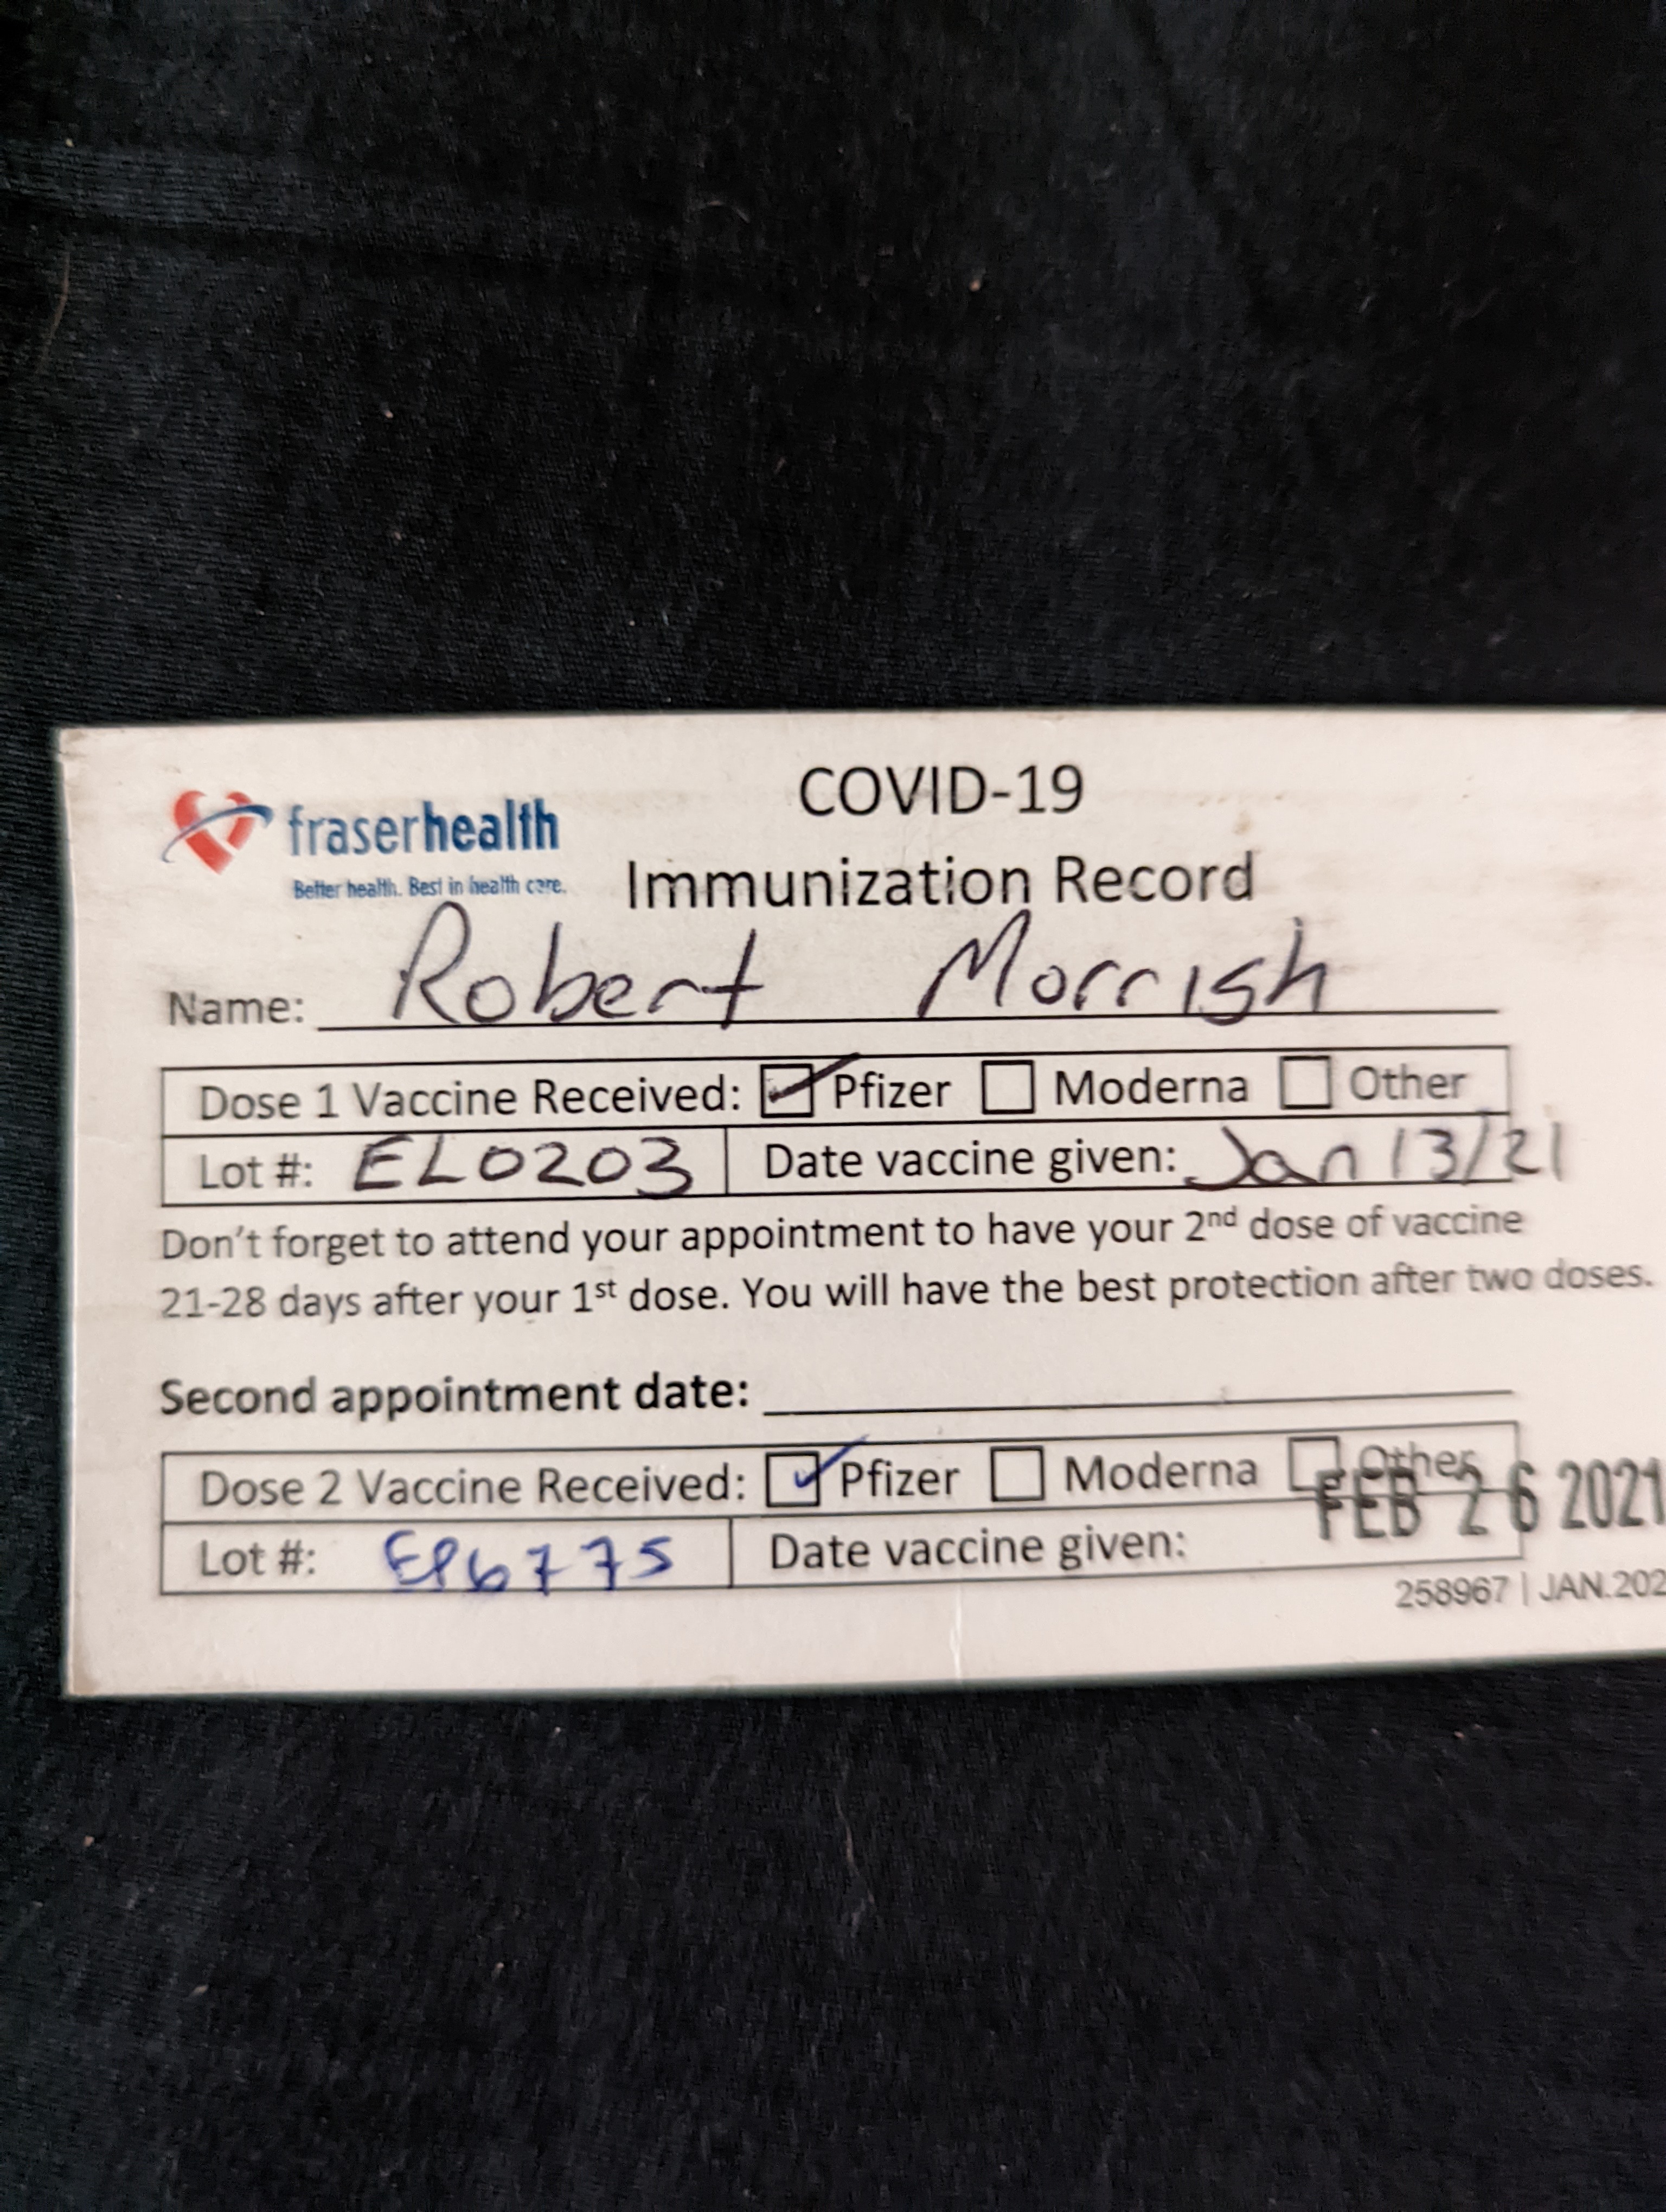 fraserhealth
Better health. Best in health care.
COVID-19
Immunization Record
Name: Robert Morrish
Dose 1 Vaccine Received: Pfizer Moderna Other
Lot #: EL0203 Date vaccine given: Jan 13/21
Don't forget to attend your appointment to have your 2nd dose of vaccine
21-28 days after your 1st dose. You will have the best protection after two doses.
Second appointment date:
Dose 2 Vaccine Received: Pfizer Moderna Other
Lot #: EP6775 Date vaccine given: FEB 26 2021
258967 | JAN.202